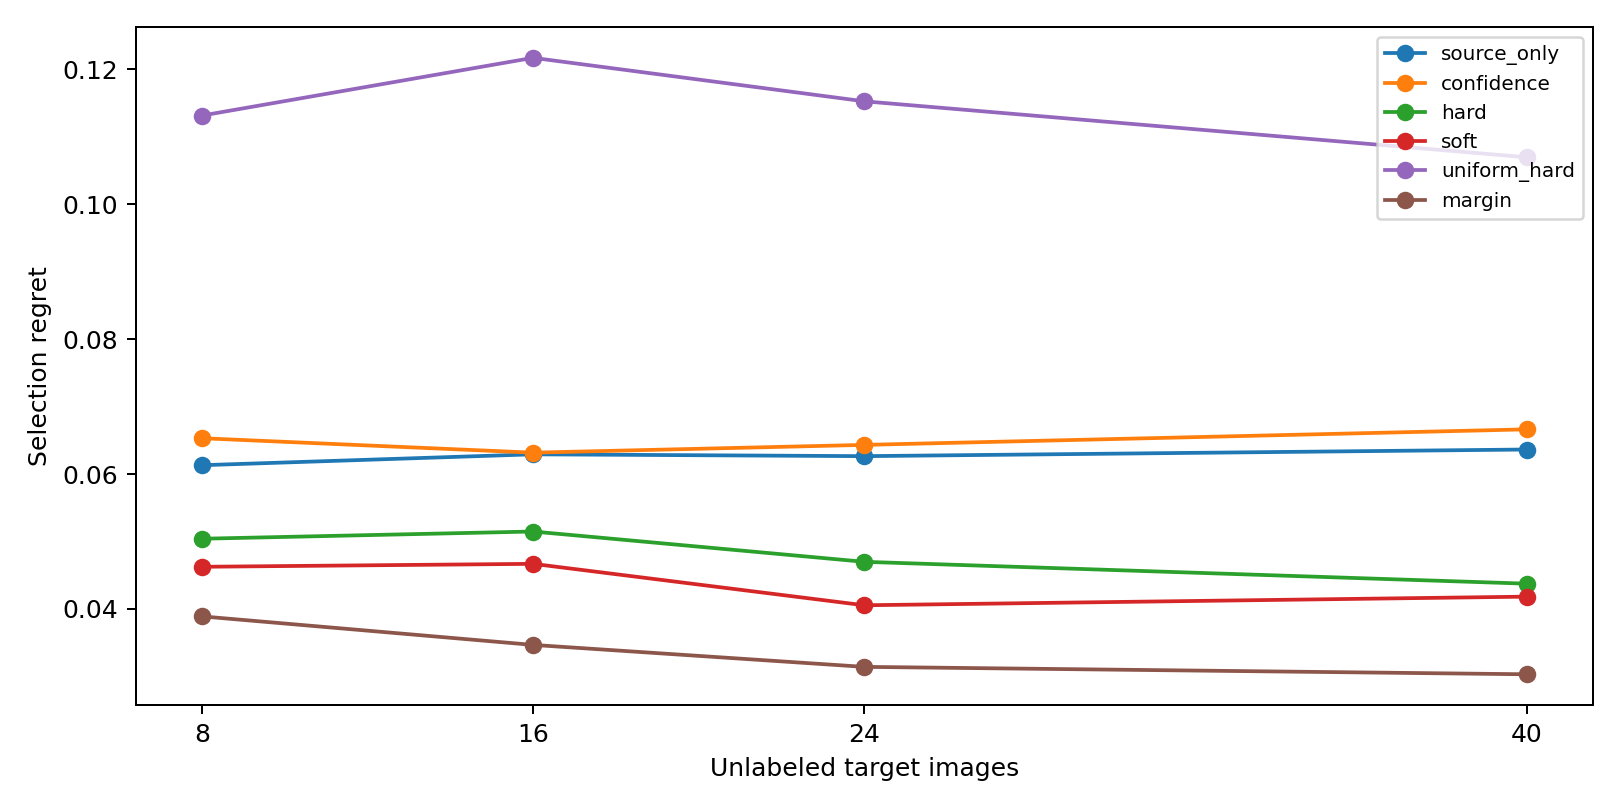 0.12
0.10
0.08
0.06
0.04
Selection regret
source_only
confidence
hard
soft
uniform_hard
margin
8
16
24
40
Unlabeled target images